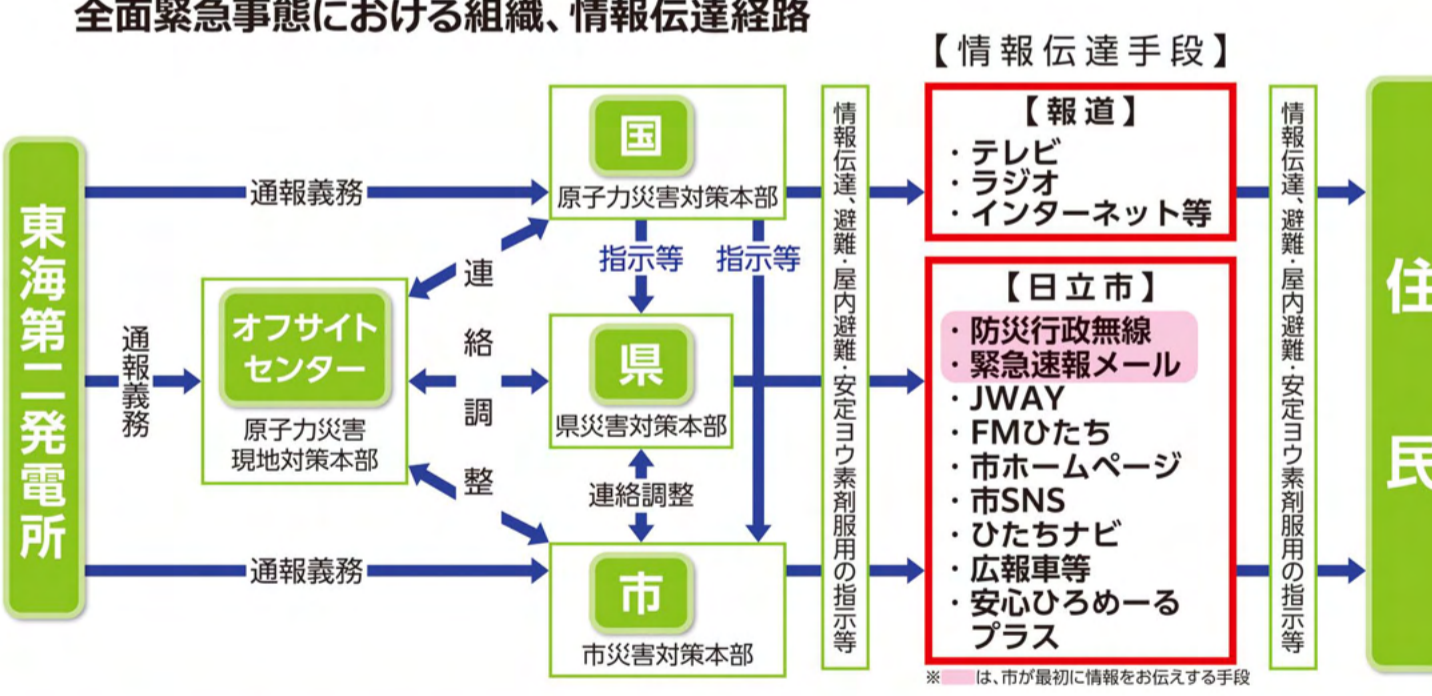 全面緊急事態における組織、情報伝達経路
【情報伝達手段】
東海第二発電所
通報義務
通報義務
通報義務
オフサイト
センター
原子力災害
現地対策本部
連絡調整
国
原子力災害対策本部
指示等
指示等
県
県災害対策本部
連絡調整
市
市災害対策本部
情報伝達、避難・屋内避難・安定ヨウ素剤服用の指示等
【報道】
・テレビ
・ラジオ
・インターネット等
【日立市】
・防災行政無線
・緊急速報メール
・JWAY
・FMひたち
・市ホームページ
・市SNS
・ひたちナビ
・広報車等
・安心ひろめーる
プラス
※は、市が最初に情報をお伝えする手段
情報伝達、避難・屋内避難・安定ヨウ素剤服用の指示等
住民